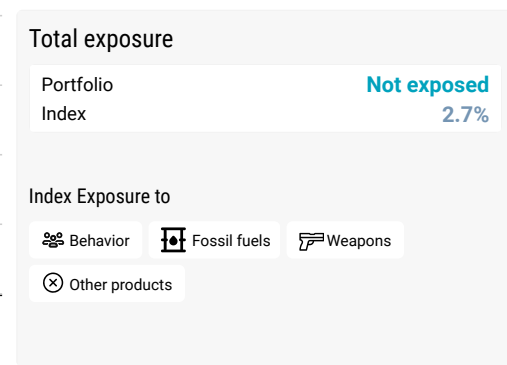 Total exposure
Portfolio Not exposed
Index 2.7%
Index Exposure to
Behavior Fossil fuels Weapons
Other products